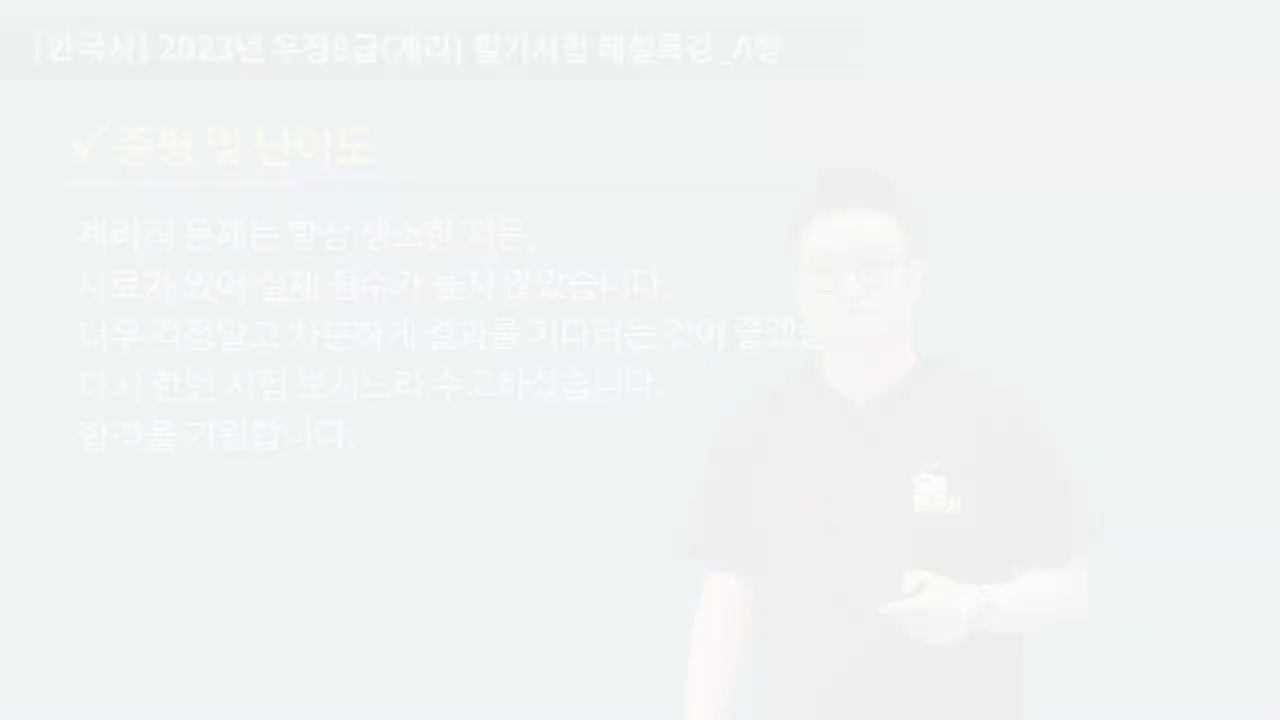 [한국사] 2023년 우정9급(계리) 필기시험 해설특강_A형
총평 및 난이도
계리직 문제는 항상 생소한 지문,
사료가 있어 실제 점수가 높지 않았습니다.
너무 걱정말고 차분하게 결과를 기다리는 것이 좋겠습
다시 한번 시험 보시느라 수고하셨습니다.
합격을 기원합니다.